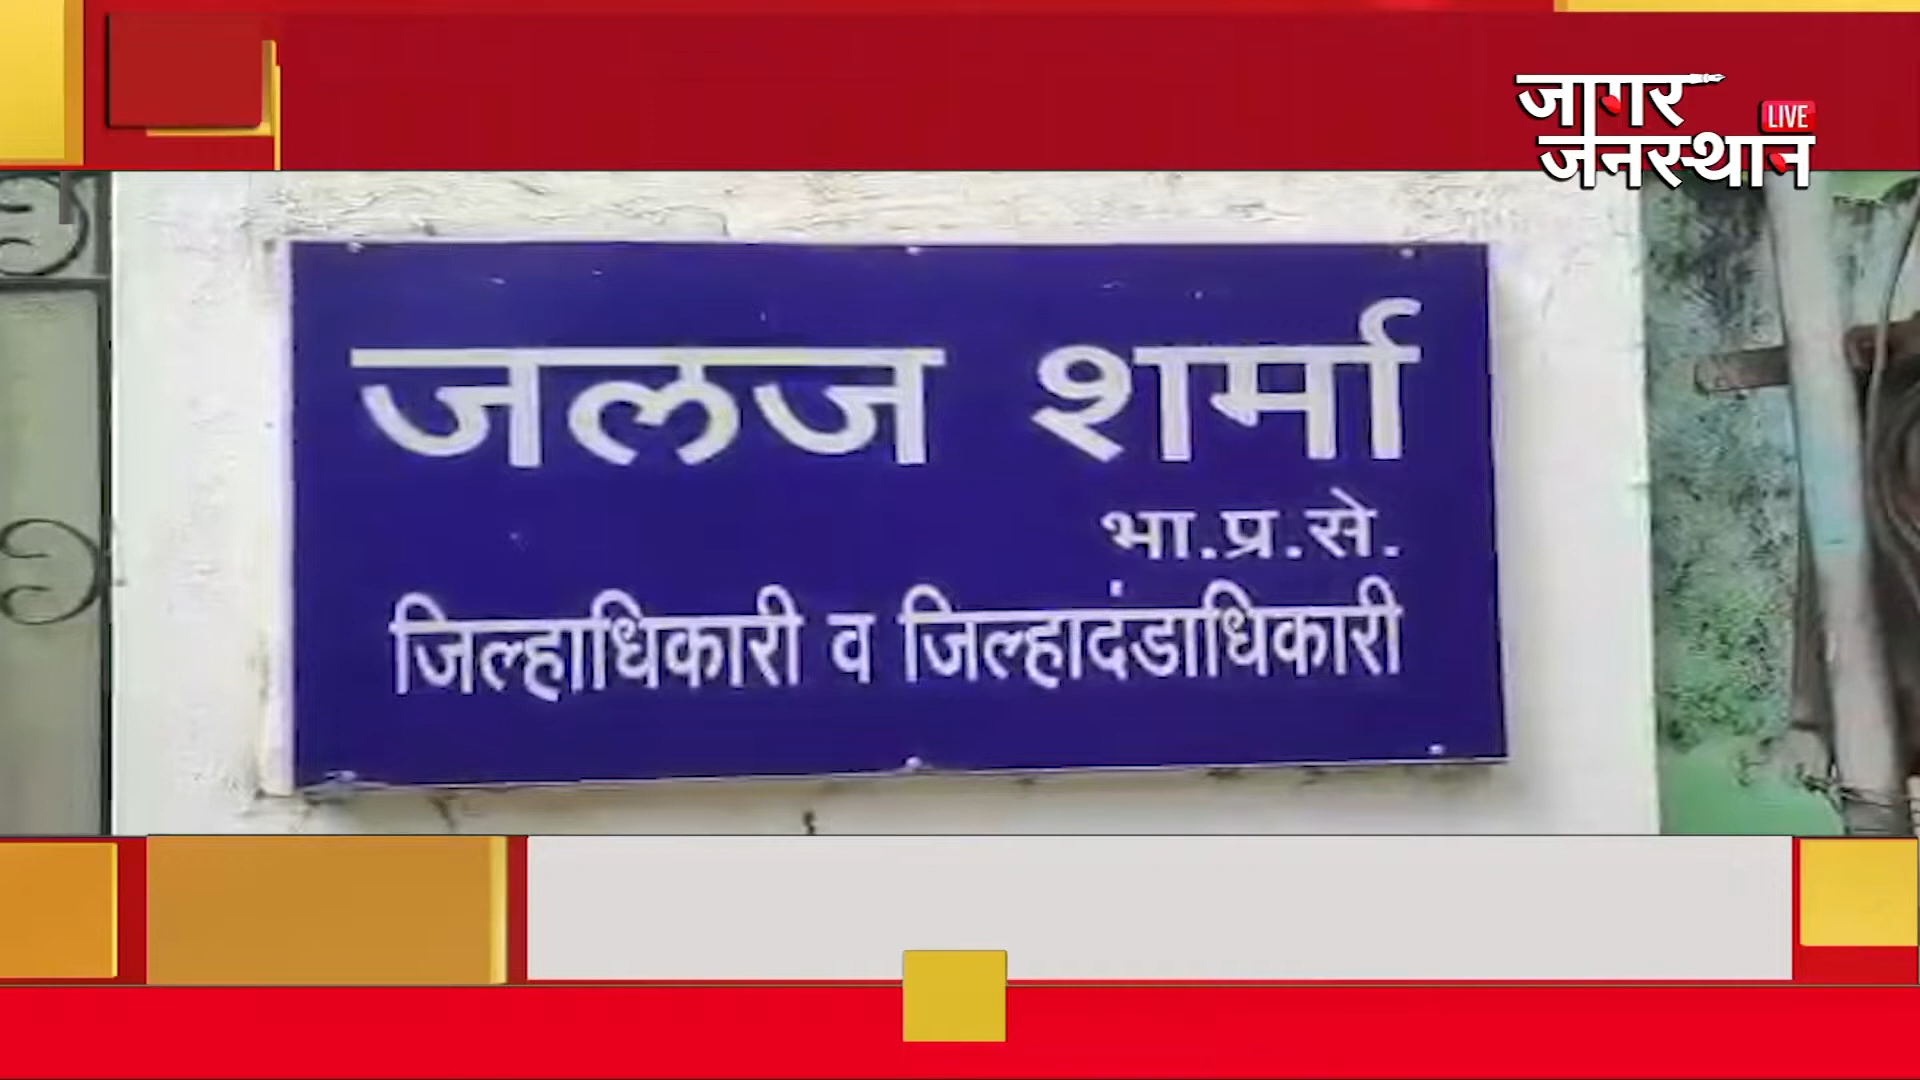 जागर
LIVE
जनस्थान
जलज शर्मा
भा.प्र.से.
जिल्हाधिकारी व जिल्हादंडाधिकारी